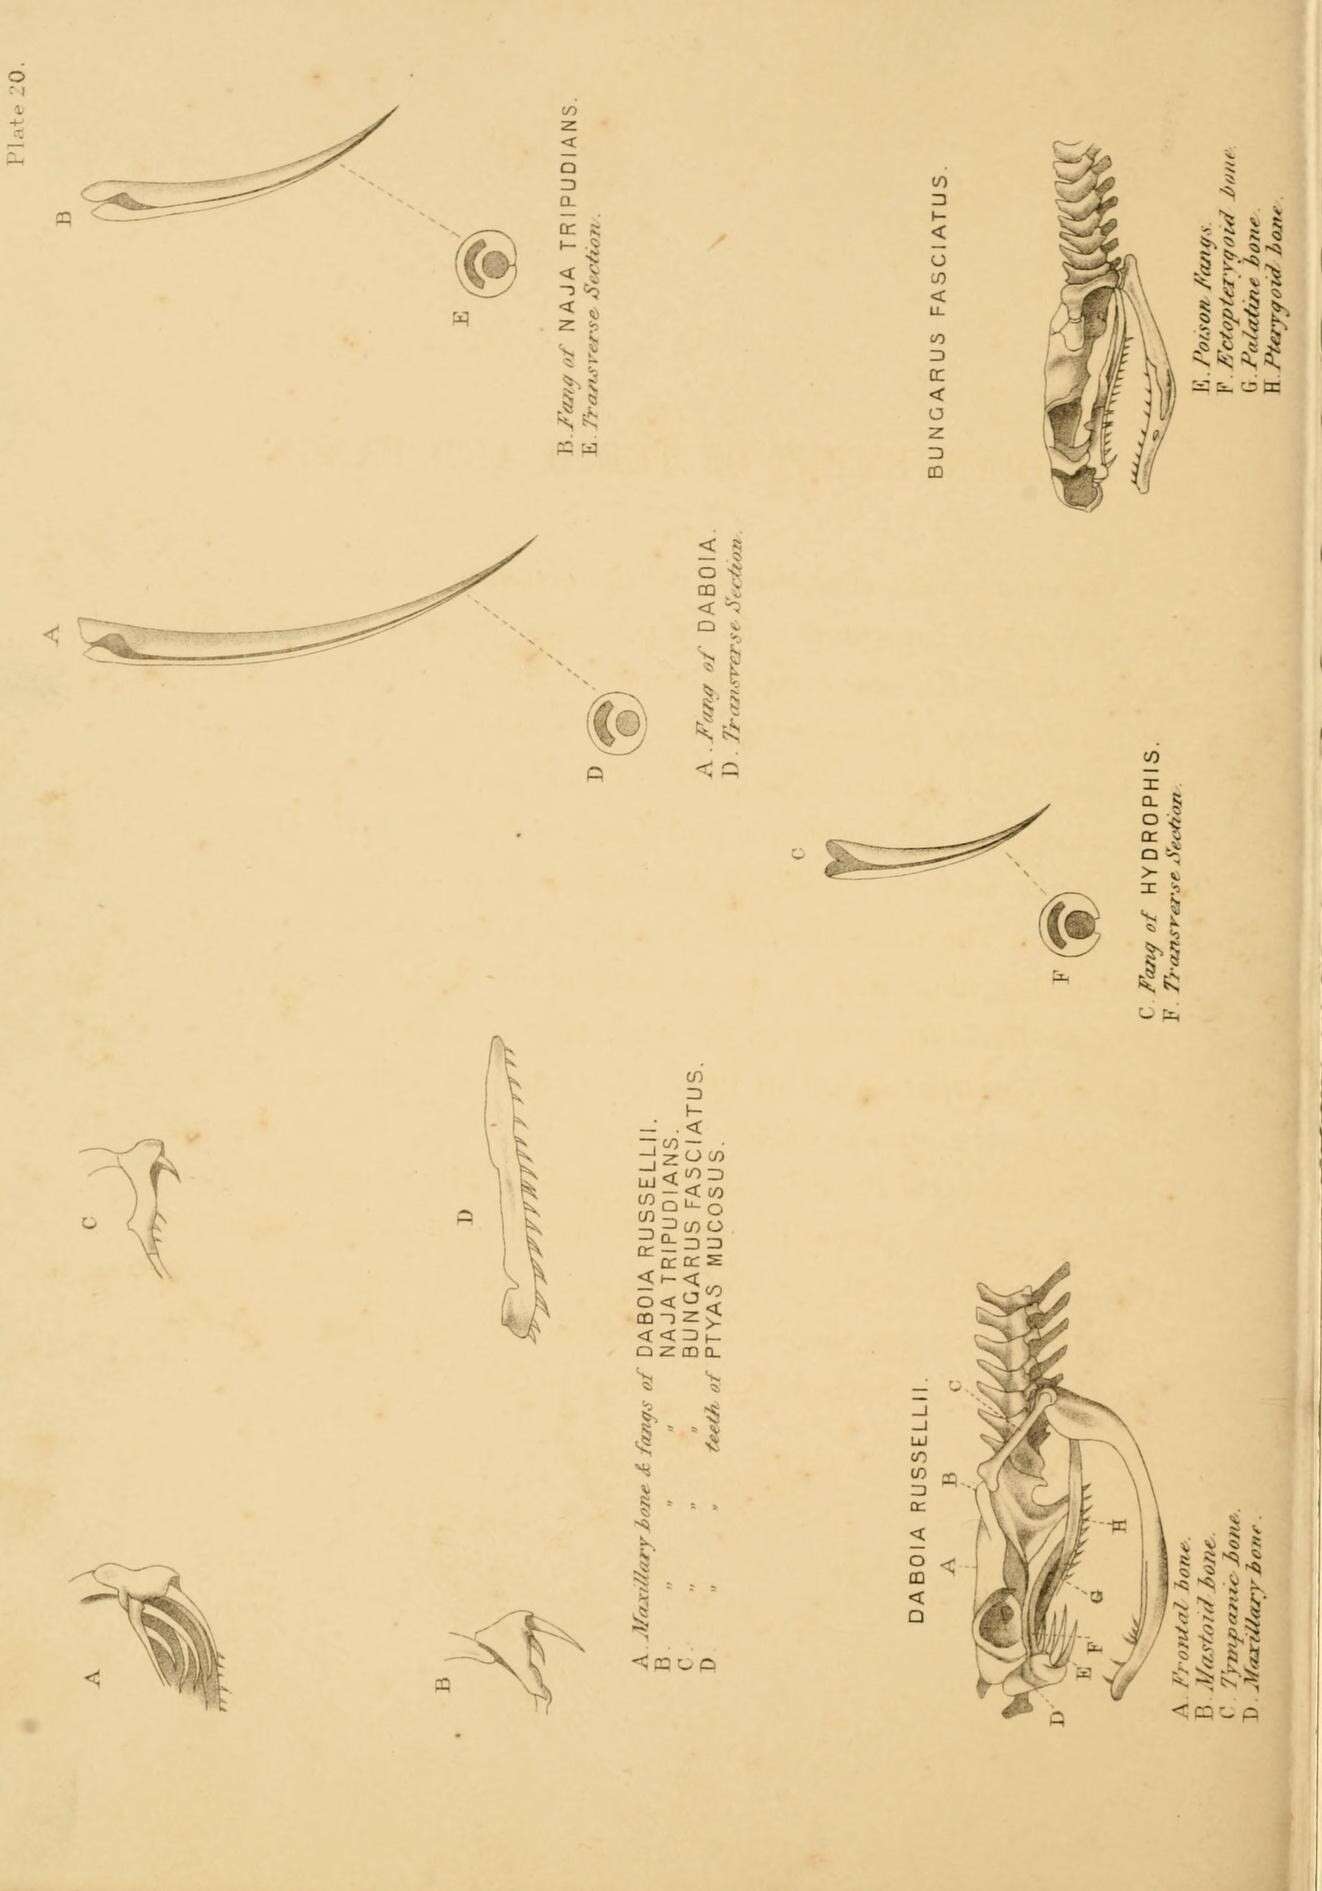 Plate 20.
A
C
A
B
B
D
E
D
A. Maxillary bone & fangs of DABOIA RUSSELLII.
B. " " " " NAJA TRIPUDIANS.
C. " " " " BUNGARUS FASCIATUS.
D. " " teeth of PTYAS MUCOSUS.
A. Fang of DABOIA.
D. Transverse Section.
B. Fang of NAJA TRIPUDIANS.
E. Transverse Section.
C
F
C. Fang of HYDROPHIS.
F. Transverse Section.
DABOIA RUSSELLII.
A
B
C
D
E
F
G
H
BUNGARUS FASCIATUS.
A. Frontal bone.
B. Mastoid bone.
C. Tympanic bone.
D. Maxillary bone.
E. Poison Fangs.
F. Ectopterygoid bone.
G. Palatine bone.
H. Pterygoid bone.